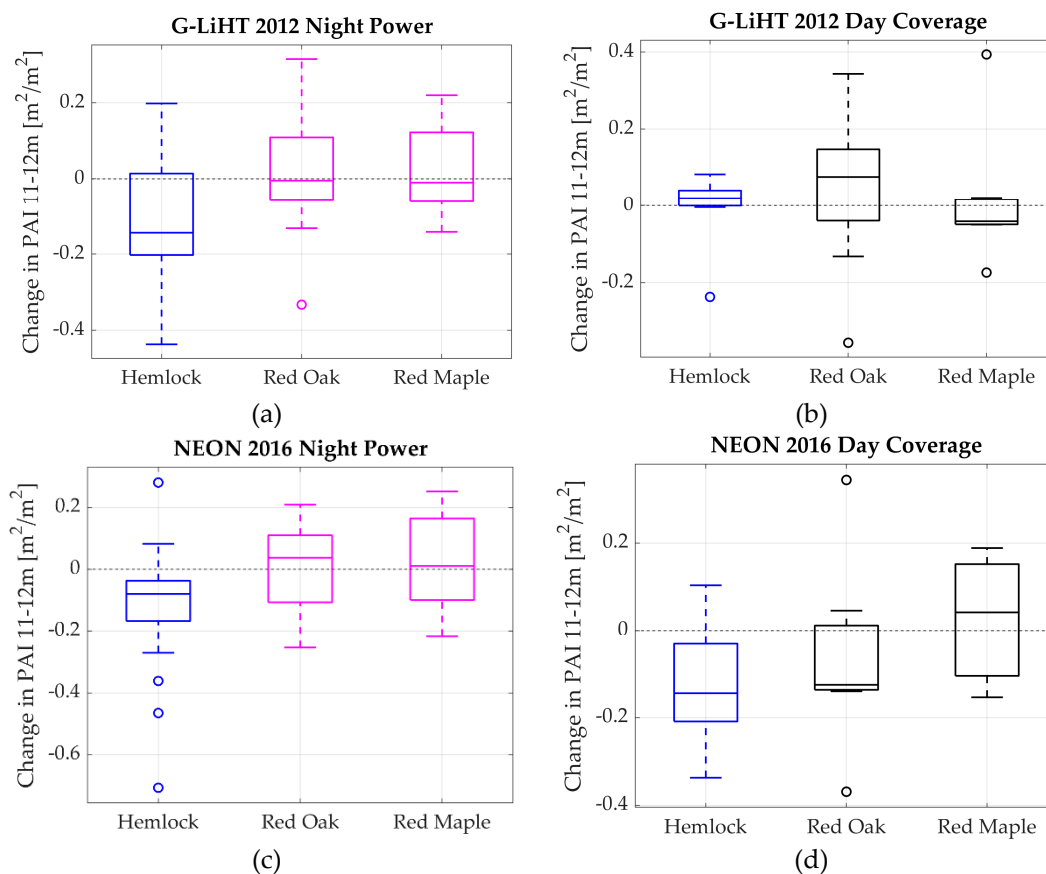 G-LiHT 2012 Night Power
Change in PAI 11-12m [m²/m²]
0.2
0
-0.2
-0.4
Hemlock Red Oak Red Maple
(a)
G-LiHT 2012 Day Coverage
Change in PAI 11-12m [m²/m²]
0.4
0.2
0
-0.2
Hemlock Red Oak Red Maple
(b)
NEON 2016 Night Power
Change in PAI 11-12m [m²/m²]
0.2
0
-0.2
-0.4
-0.6
Hemlock Red Oak Red Maple
(c)
NEON 2016 Day Coverage
Change in PAI 11-12m [m²/m²]
0.2
0
-0.2
-0.4
Hemlock Red Oak Red Maple
(d)